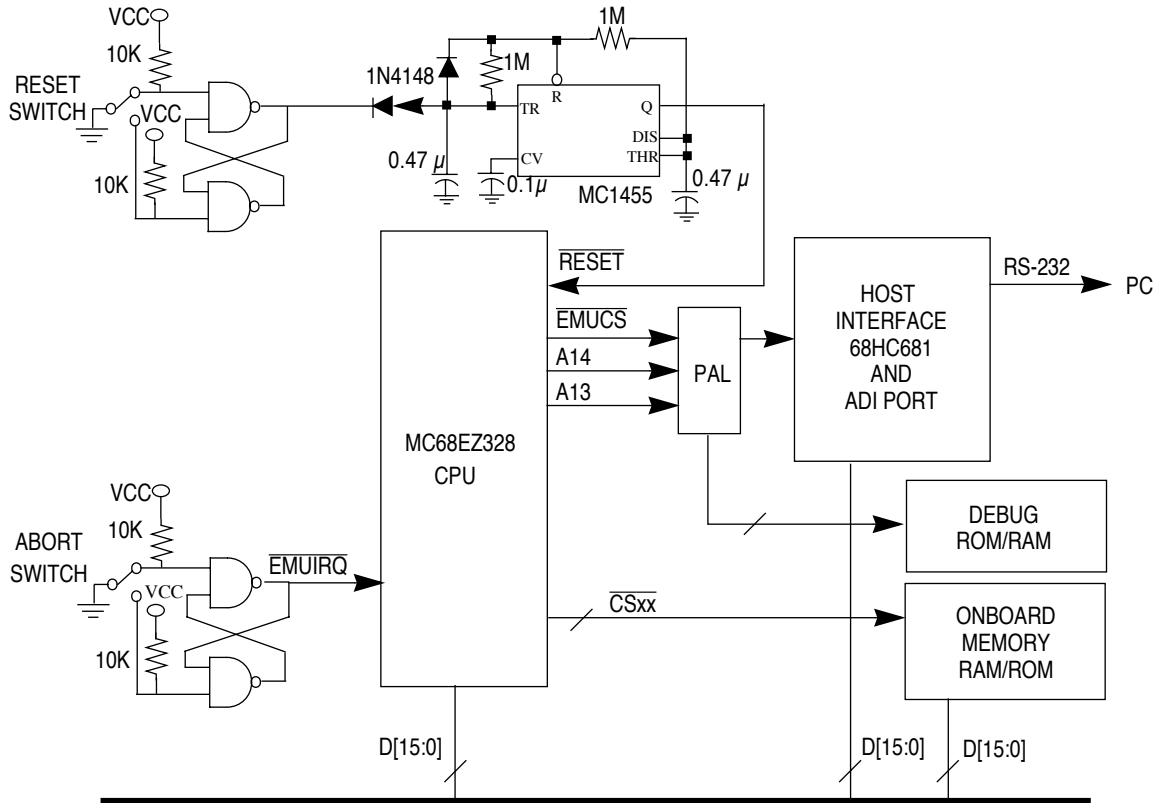 VCC
10K
RESET
SWITCH
VCC
10K
1N4148
1M
1M
R
TR
Q
DIS
CV
THR
0.47 µ
0.1µ
MC1455
0.47 µ
RESET
EMUCS
A14
A13
PAL
HOST
INTERFACE
68HC681
AND
ADI PORT
RS-232
PC
MC68EZ328
CPU
VCC
10K
ABORT
SWITCH
VCC
10K
EMUIRQ
DEBUG
ROM/RAM
CSxx
ONBOARD
MEMORY
RAM/ROM
D[15:0]
D[15:0]
D[15:0]